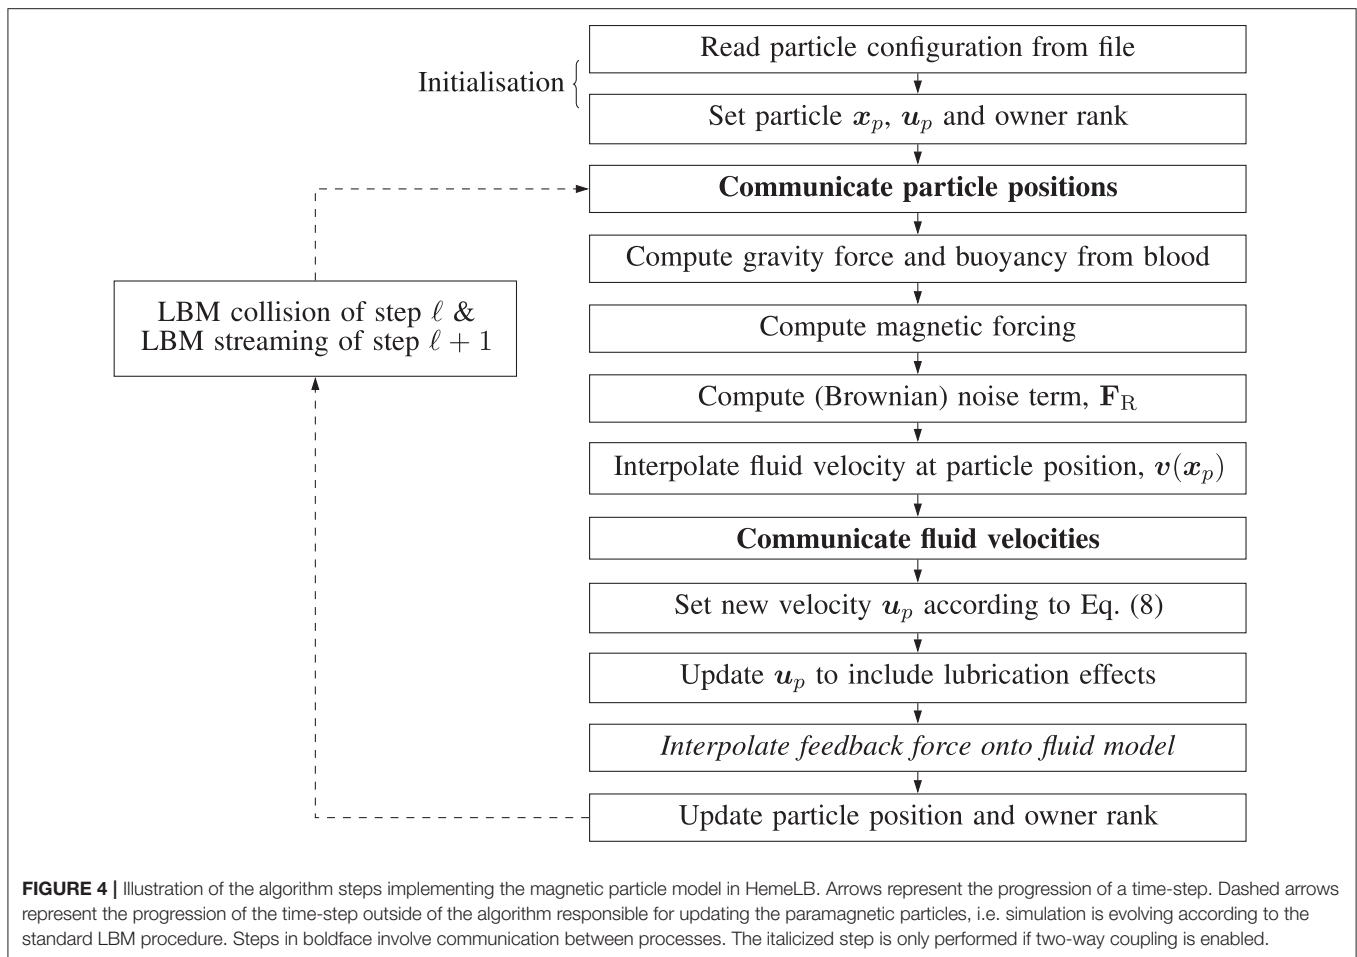 Read particle configuration from file
Initialisation
Set particle 𝒙ₚ, 𝒖ₚ and owner rank
Communicate particle positions
Compute gravity force and buoyancy from blood
LBM collision of step ℓ &
LBM streaming of step ℓ + 1
Compute magnetic forcing
Compute (Brownian) noise term, F_R
Interpolate fluid velocity at particle position, 𝒗(𝒙ₚ)
Communicate fluid velocities
Set new velocity 𝒖ₚ according to Eq. (8)
Update 𝒖ₚ to include lubrication effects
Interpolate feedback force onto fluid model
Update particle position and owner rank
FIGURE 4 | Illustration of the algorithm steps implementing the magnetic particle model in HemeLB. Arrows represent the progression of a time-step. Dashed arrows
represent the progression of the time-step outside of the algorithm responsible for updating the paramagnetic particles, i.e. simulation is evolving according to the
standard LBM procedure. Steps in boldface involve communication between processes. The italicized step is only performed if two-way coupling is enabled.